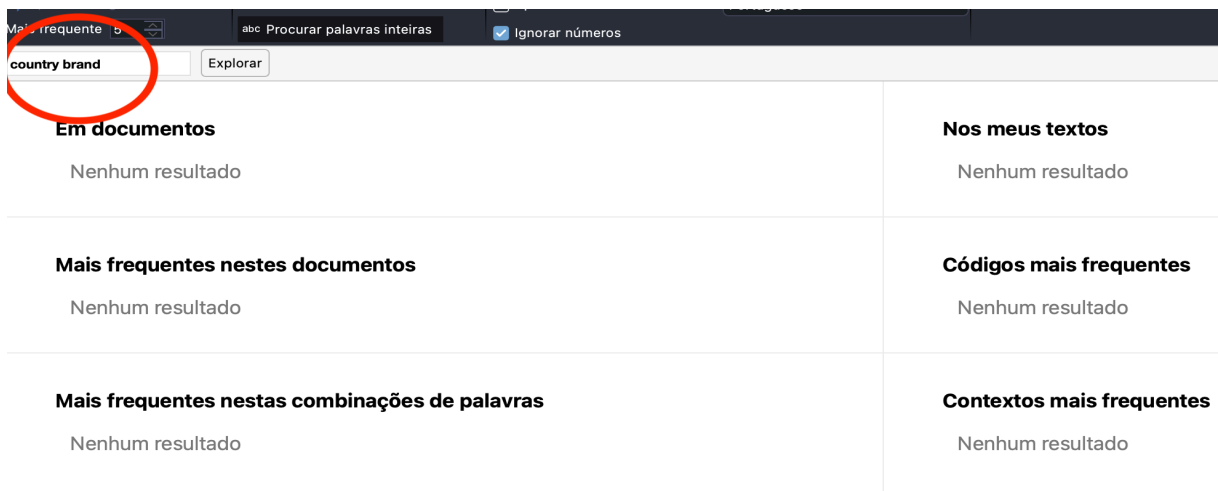 Mais frequente 5
abc Procurar palavras inteiras
Ignorar números
country brand
Explorar
Em documentos
Nenhum resultado
Nos meus textos
Nenhum resultado
Mais frequentes nestes documentos
Nenhum resultado
Códigos mais frequentes
Nenhum resultado
Mais frequentes nestas combinações de palavras
Nenhum resultado
Contextos mais frequentes
Nenhum resultado